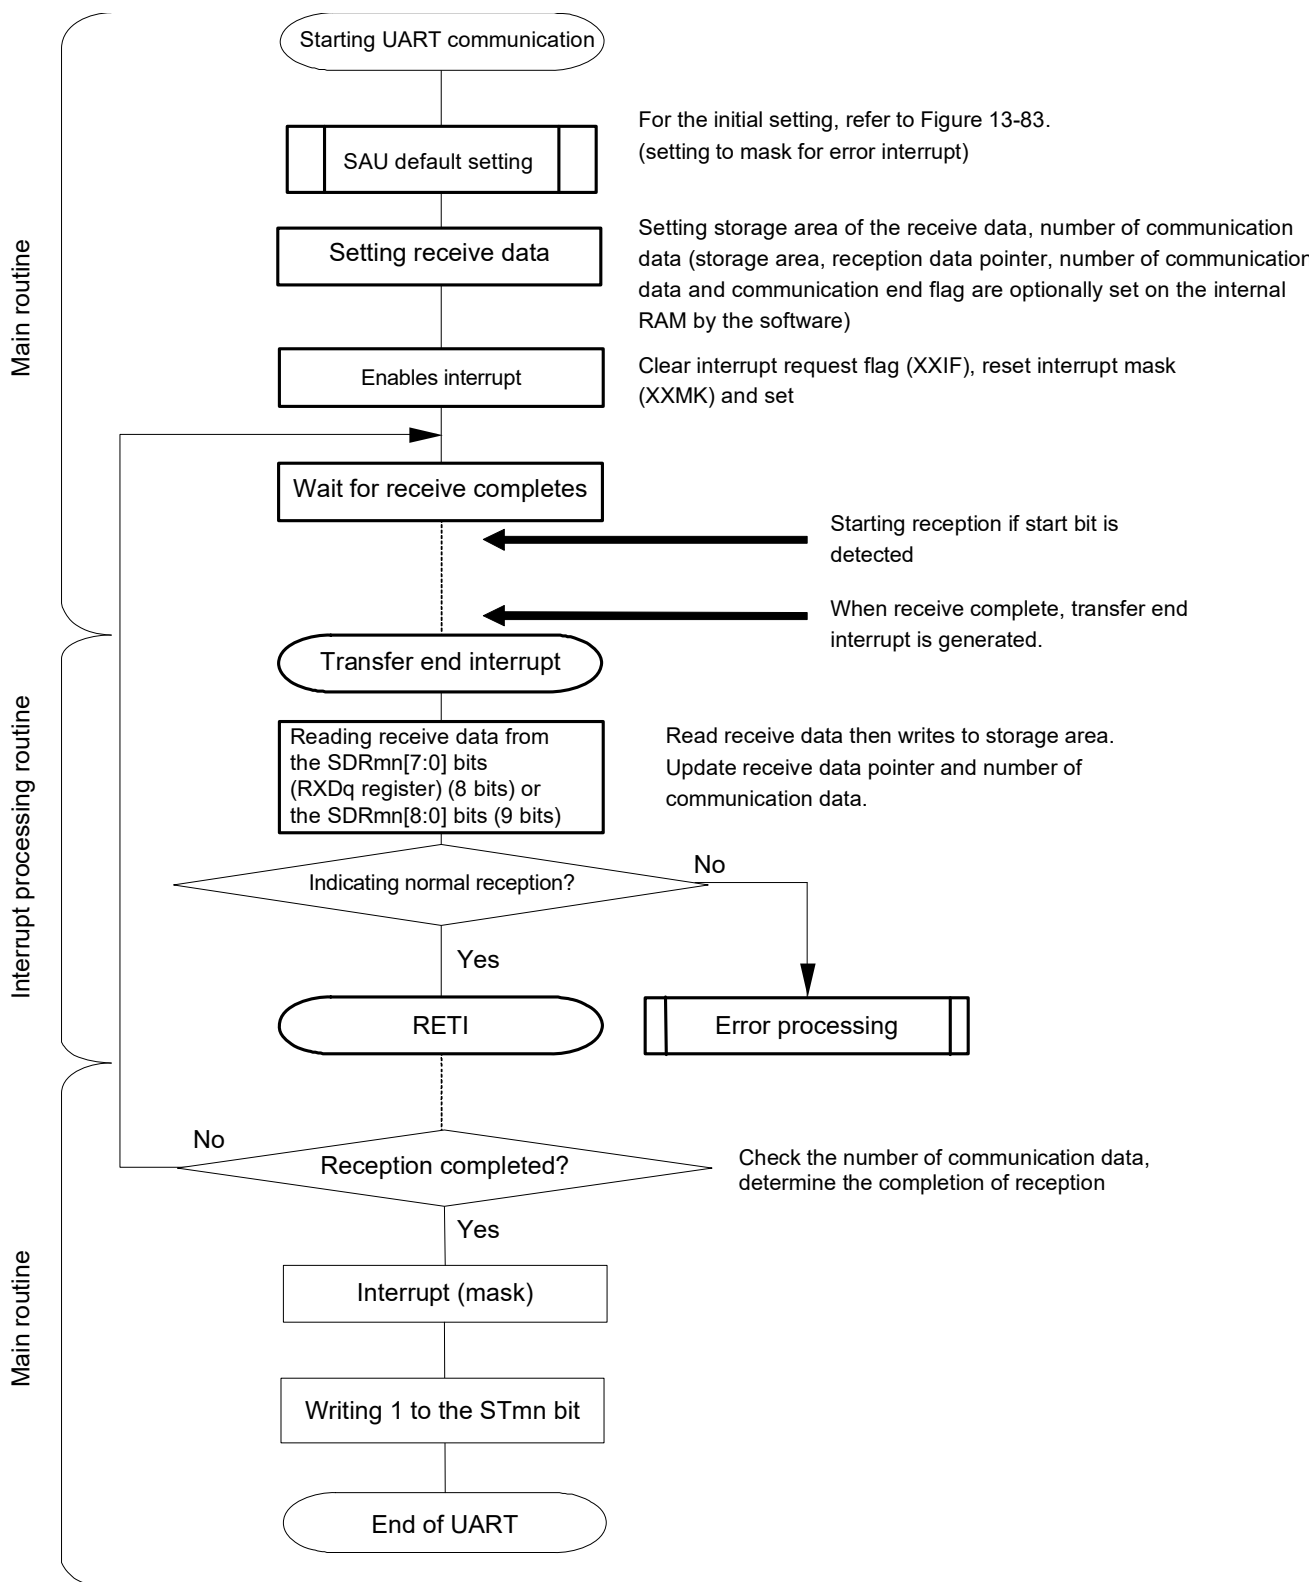 Starting UART communication
For the initial setting, refer to Figure 13-83.
(setting to mask for error interrupt)
SAU default setting
Setting storage area of the receive data, number of communication
data (storage area, reception data pointer, number of communication
data and communication end flag are optionally set on the internal
RAM by the software)
Setting receive data
Main routine
Enables interrupt
Clear interrupt request flag (XXIF), reset interrupt mask
(XXMK) and set
Wait for receive completes
Starting reception if start bit is
detected
When receive complete, transfer end
interrupt is generated.
Transfer end interrupt
Reading receive data from
the SDRmn[7:0] bits
(RXDq register) (8 bits) or
the SDRmn[8:0] bits (9 bits)
Read receive data then writes to storage area.
Update receive data pointer and number of
communication data.
Interrupt processing routine
Indicating normal reception?
No
Yes
RETI
Error processing
No
Reception completed?
Check the number of communication data,
determine the completion of reception
Yes
Interrupt (mask)
Main routine
Writing 1 to the STmn bit
End of UART